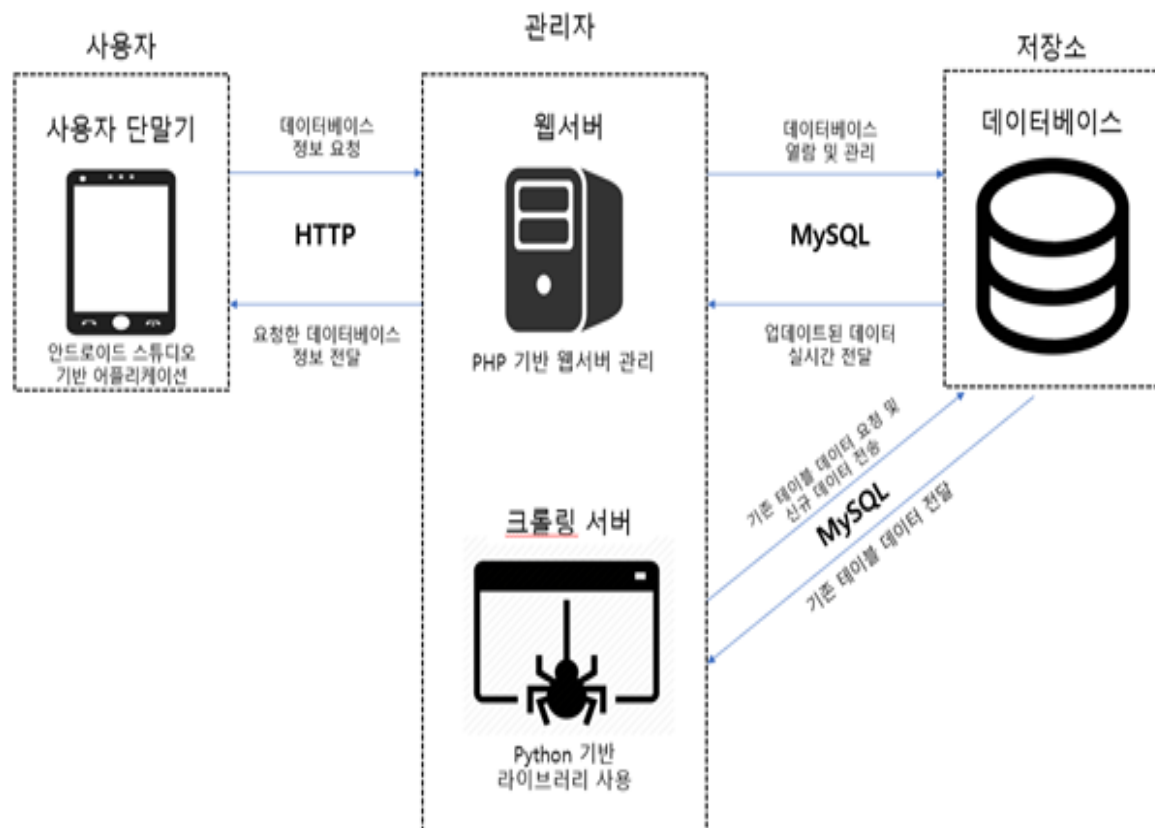 사용자
관리자
저장소
사용자 단말기
안드로이드 스튜디오
기반 어플리케이션
데이터베이스
정보 요청
HTTP
요청한 데이터베이스
정보 전달
웹서버
PHP 기반 웹서버 관리
데이터베이스
열람 및 관리
MySQL
업데이트된 데이터
실시간 전달
데이터베이스
크롤링 서버
Python 기반
라이브러리 사용
기존 테이블 데이터 요청 및
신규 데이터 전송
MySQL
기존 테이블 데이터 전달